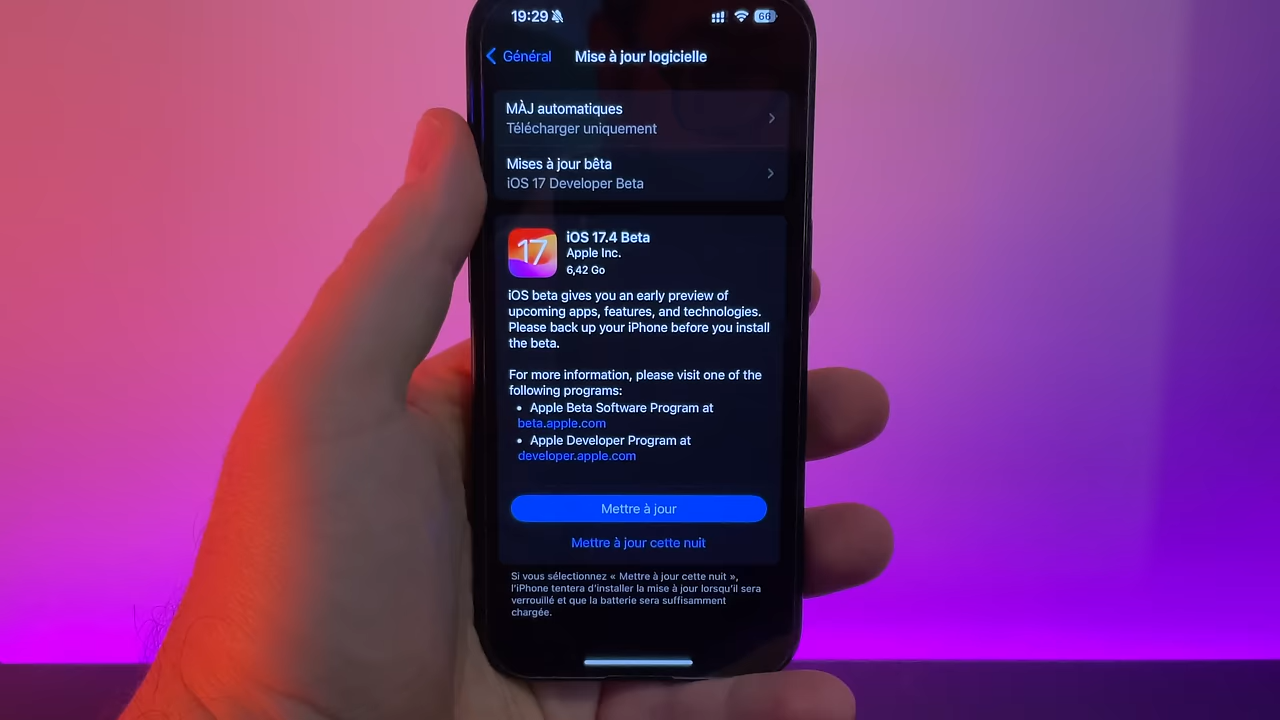 19:29
66
Général
Mise à jour logicielle
MÀJ automatiques
Télécharger uniquement
Mises à jour bêta
iOS 17 Developer Beta
17
iOS 17.4 Beta
Apple Inc.
6,42 Go
iOS beta gives you an early preview of
upcoming apps, features, and technologies.
Please back up your iPhone before you install
the beta.
For more information, please visit one of the
following programs:
• Apple Beta Software Program at
beta.apple.com
• Apple Developer Program at
developer.apple.com
Mettre à jour
Mettre à jour cette nuit
Si vous sélectionnez « Mettre à jour cette nuit »,
l'iPhone tentera d'installer la mise à jour lorsqu'il sera
verrouillé et que la batterie sera suffisamment
chargée.